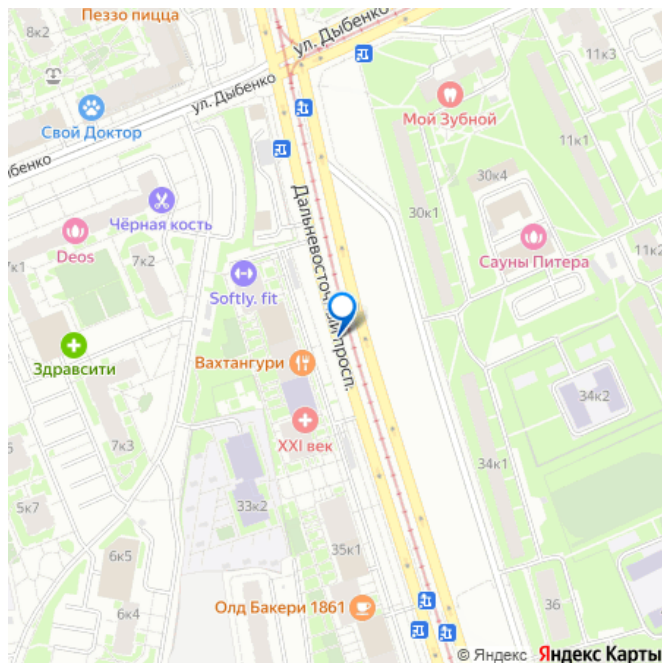 Пеззо пицца
8к2
ул. Дыбенко
11к3
ул. Дыбенко
Мой Зубной
Свой Доктор
11к1
бенко
30к4
Дальневосточный просп.
30к1
Чёрная кость
Deos
7к2
7к1
11к2
Сауны Питера
Softly. fit
Вахтангури
Здравсити
34к2
XXI век
7к3
34к1
5к7
33к2
6к5
35к1
Олд Бакери 1861
36
6к4
© Яндекс Яндекс Карты